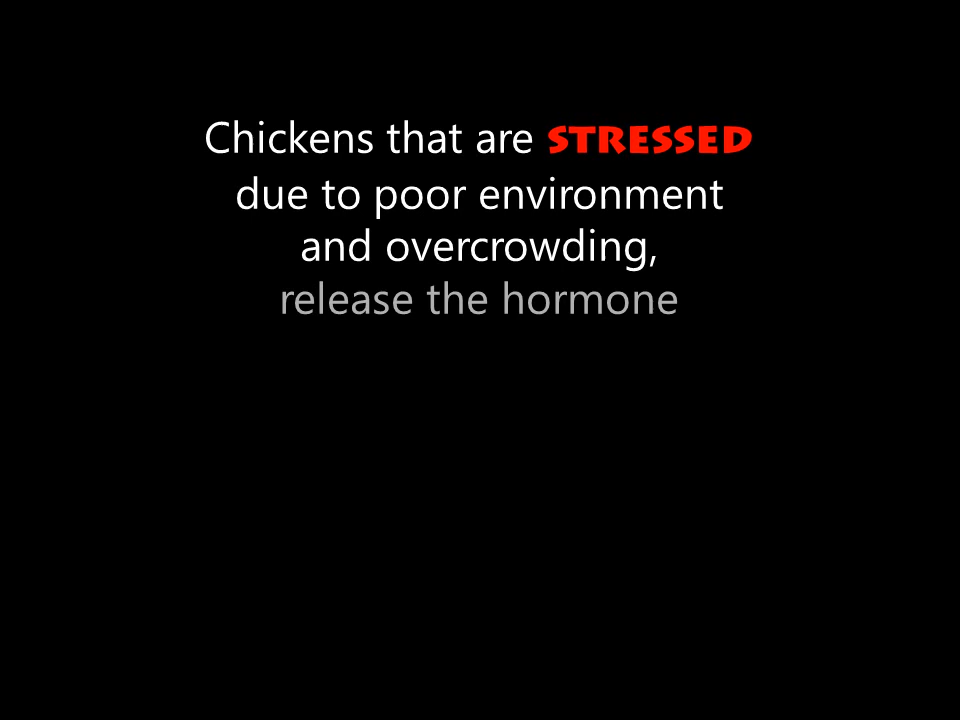 Chickens that are STRESSED
due to poor environment
and overcrowding,
release the hormone